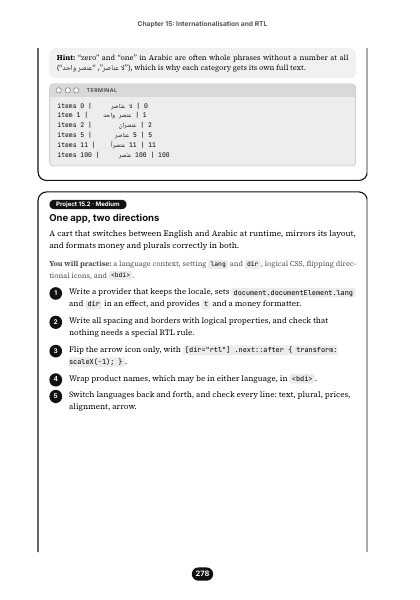 Chapter 15: Internationalisation and RTL
Hint: “zero” and “one” in Arabic are often whole phrases without a number at all
(“لا عناصر”, “عنصر واحد”), which is why each category gets its own full text.
TERMINAL
items 0 | لا عناصر | 0
item 1 | عنصر واحد | 1
items 2 | عنصران | 2
items 5 | 5 عناصر | 5
items 11 | 11 عنصراً | 11
items 100 | 100 عنصر | 100
Project 15.2 · Medium
One app, two directions
A cart that switches between English and Arabic at runtime, mirrors its layout,
and formats money and plurals correctly in both.
You will practise: a language context, setting lang and dir, logical CSS, flipping direc-
tional icons, and <bdi>.
1 Write a provider that keeps the locale, sets document.documentElement.lang
and dir in an effect, and provides t and a money formatter.
2 Write all spacing and borders with logical properties, and check that
nothing needs a special RTL rule.
3 Flip the arrow icon only, with [dir="rtl"] .next::after { transform:
scaleX(-1); }.
4 Wrap product names, which may be in either language, in <bdi>.
5 Switch languages back and forth, and check every line: text, plural, prices,
alignment, arrow.
278